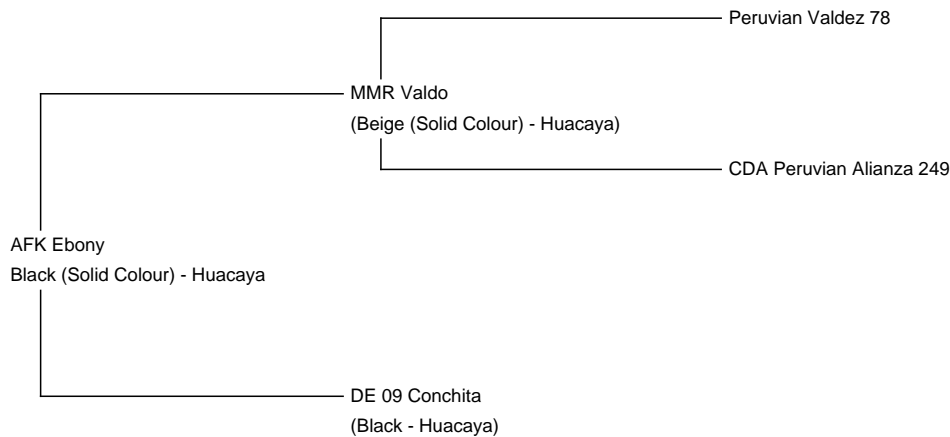 Peruvian Valdez 78
MMR Valdo
(Beige (Solid Colour) - Huacaya)
CDA Peruvian Alianza 249
AFK Ebony
Black (Solid Colour) - Huacaya
DE 09 Conchita
(Black - Huacaya)